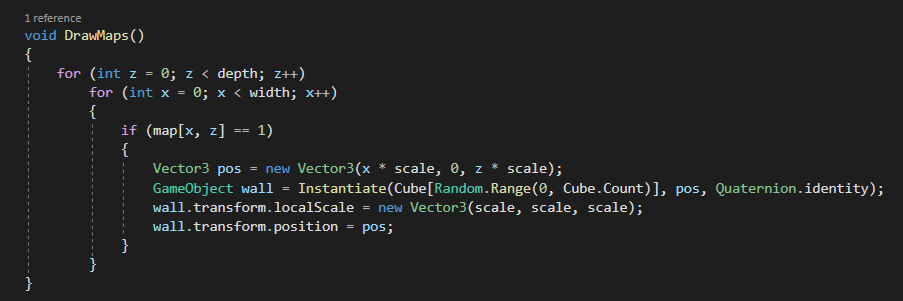 1 reference
void DrawMaps()
{
    for (int z = 0; z < depth; z++)
        for (int x = 0; x < width; x++)
        {
            if (map[x, z] == 1)
            {
                Vector3 pos = new Vector3(x * scale, 0, z * scale);
                GameObject wall = Instantiate(Cube[Random.Range(0, Cube.Count)], pos, Quaternion.identity);
                wall.transform.localScale = new Vector3(scale, scale, scale);
                wall.transform.position = pos;
            }
        }
}